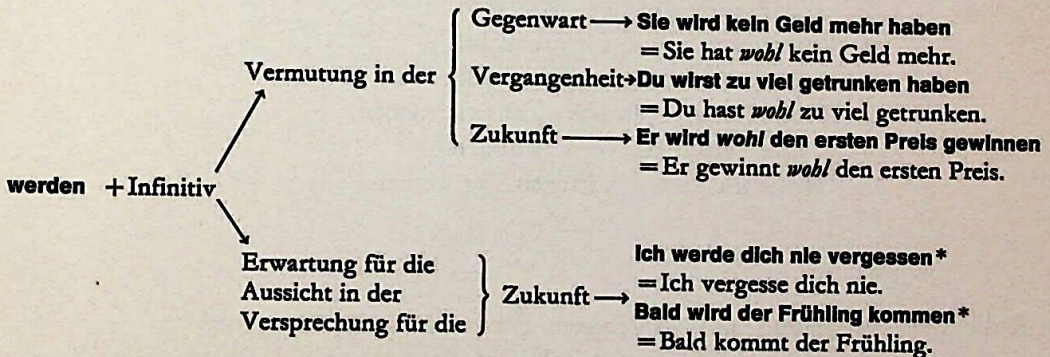 Gegenwart → Sie wird kein Geld mehr haben
= Sie hat wohl kein Geld mehr.
Vermutung in der { Vergangenheit → Du wirst zu viel getrunken haben
= Du hast wohl zu viel getrunken.
Zukunft → Er wird wohl den ersten Preis gewinnen
= Er gewinnt wohl den ersten Preis.
werden + Infinitiv
Erwartung für die
Aussicht in der
Versprechung für die } Zukunft →
Ich werde dich nie vergessen*
= Ich vergesse dich nie.
Bald wird der Frühling kommen*
= Bald kommt der Frühling.